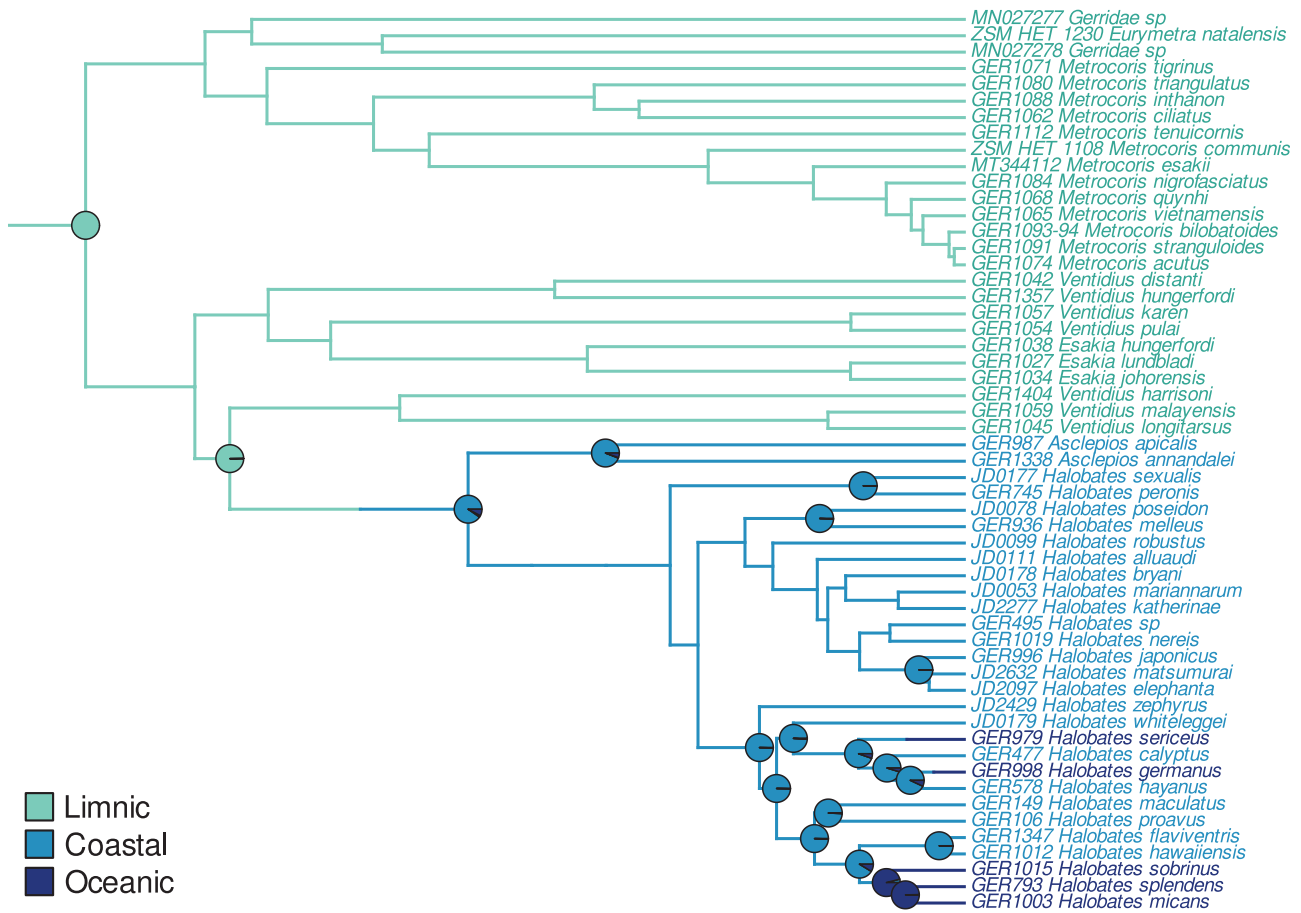 MN027277 Gerridae sp
ZSM HET 1230 Eurymetra natalensis
MN027278 Gerridae sp
GER1071 Metrocoris tigrinus
GER1080 Metrocoris triangulatus
GER1088 Metrocoris inthanon
GER1062 Metrocoris ciliatus
GER1112 Metrocoris tenuicornis
ZSM HET 1108 Metrocoris communis
MT344112 Metrocoris esakii
GER1084 Metrocoris nigrofasciatus
GER1068 Metrocoris quynhi
GER1065 Metrocoris vietnamensis
GER1093-94 Metrocoris bilobatoides
GER1091 Metrocoris stranguloides
GER1074 Metrocoris acutus
GER1042 Ventidius distanti
GER1357 Ventidius hungerfordi
GER1057 Ventidius karen
GER1054 Ventidius pulai
GER1038 Esakia hungerfordi
GER1027 Esakia lundbladi
GER1034 Esakia johorensis
GER1404 Ventidius harrisoni
GER1059 Ventidius malayensis
GER1045 Ventidius longitarsus
GER987 Asclepios apicalis
GER1338 Asclepios annandalei
JD0177 Halobates sexualis
GER745 Halobates peronis
JD0078 Halobates poseidon
GER936 Halobates melleus
JD0099 Halobates robustus
JD0111 Halobates alluaudi
JD0178 Halobates bryani
JD0053 Halobates mariannarum
JD2277 Halobates katherinae
GER495 Halobates sp
GER1019 Halobates nereis
GER996 Halobates japonicus
JD2632 Halobates matsumurai
JD2097 Halobates elephanta
JD2429 Halobates zephyrus
JD0179 Halobates whiteleggei
GER979 Halobates sericeus
GER477 Halobates calyptus
GER998 Halobates germanus
GER578 Halobates hayanus
GER149 Halobates maculatus
GER106 Halobates proavus
GER1347 Halobates flaviventris
GER1012 Halobates hawaiiensis
GER1015 Halobates sobrinus
GER793 Halobates splendens
GER1003 Halobates micans
Limnic
Coastal
Oceanic